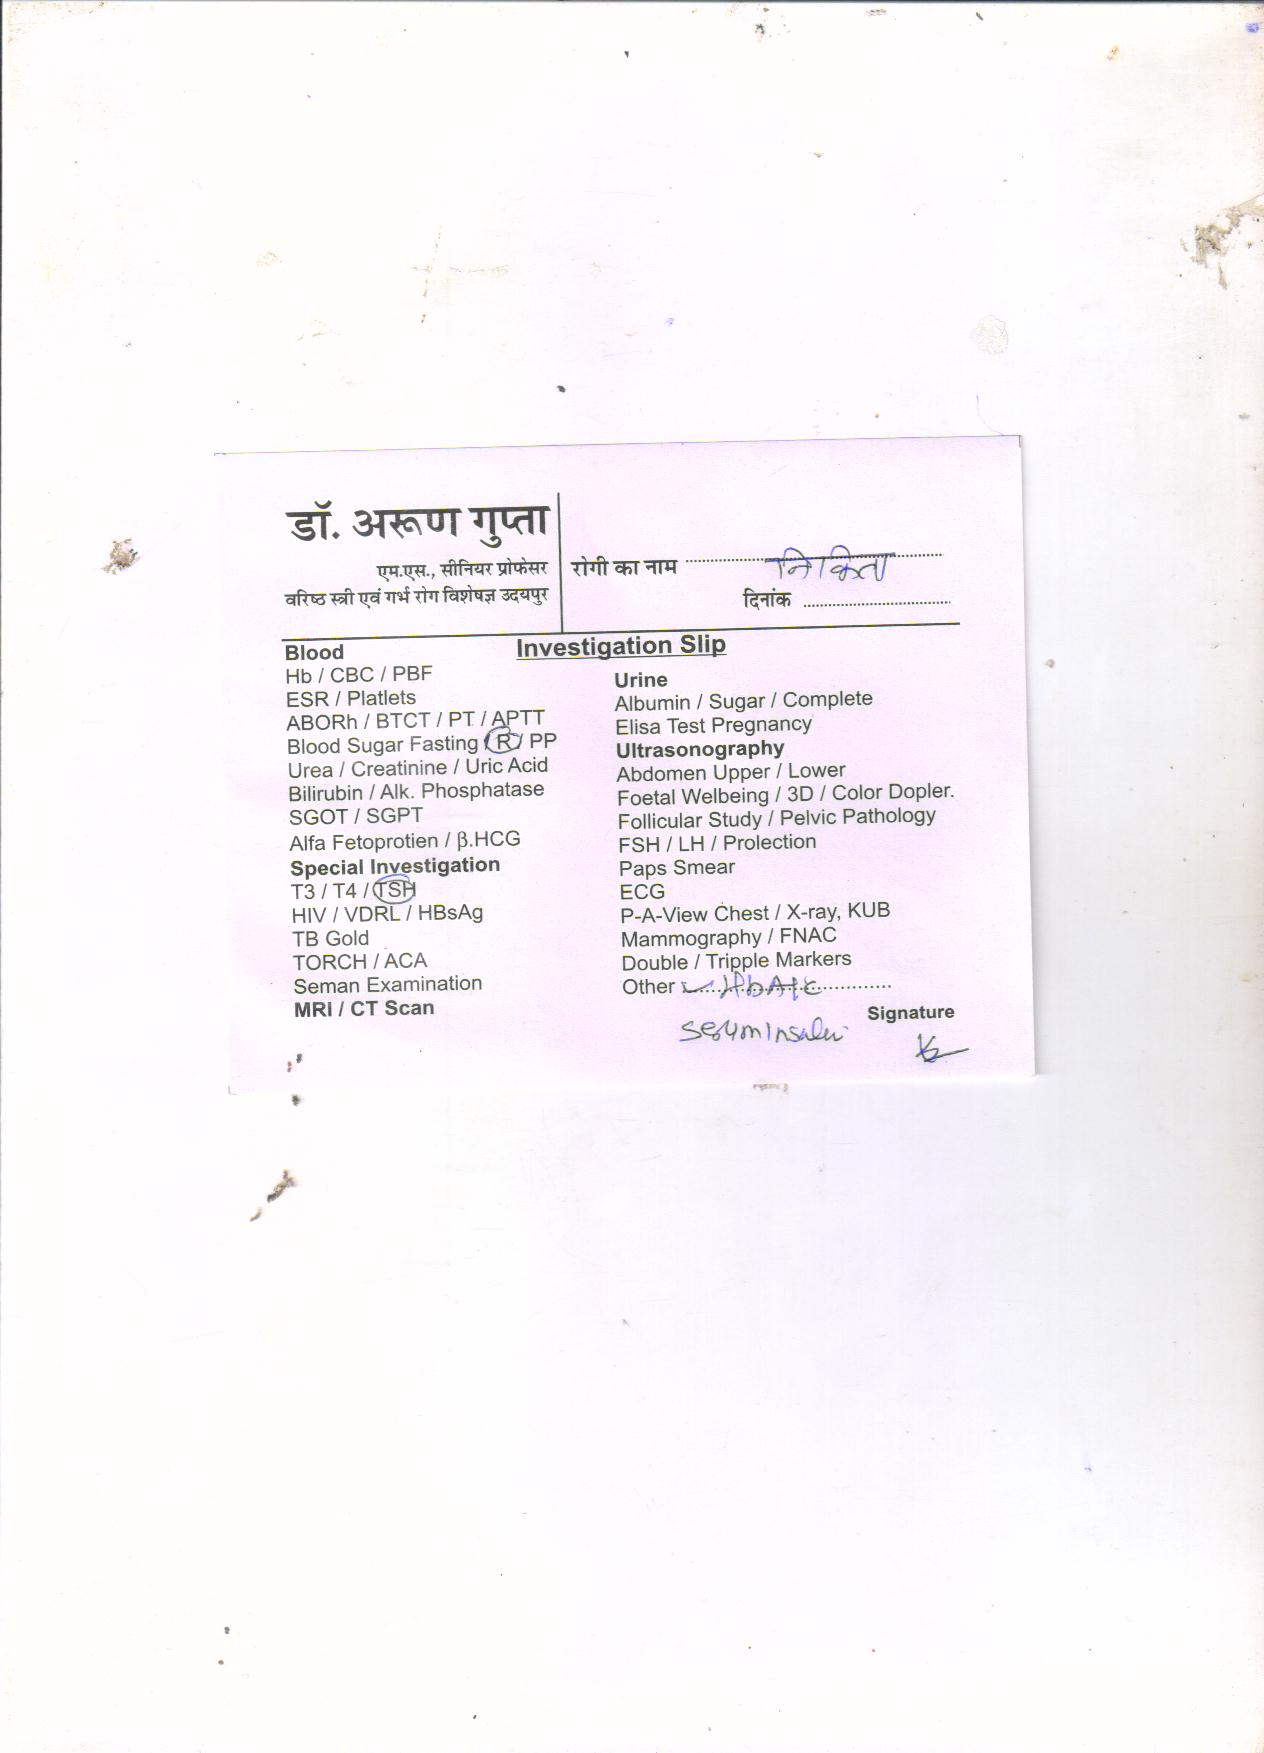 डॉ. अरूण गुप्ता
एम.एस., सीनियर प्रोफेसर
वरिष्ठ स्त्री एवं गर्भ रोग विशेषज्ञ उदयपुर
रोगी का नाम निकिता
दिनांक
Investigation Slip
Blood
Hb / CBC / PBF
ESR / Platlets
ABORh / BTCT / PT / APTT
Blood Sugar Fasting / R / PP
Urea / Creatinine / Uric Acid
Bilirubin / Alk. Phosphatase
SGOT / SGPT
Alfa Fetoprotien / β.HCG
Special Investigation
T3 / T4 / TSH
HIV / VDRL / HBsAg
TB Gold
TORCH / ACA
Seman Examination
MRI / CT Scan
Urine
Albumin / Sugar / Complete
Elisa Test Pregnancy
Ultrasonography
Abdomen Upper / Lower
Foetal Welbeing / 3D / Color Dopler.
Follicular Study / Pelvic Pathology
FSH / LH / Prolection
Paps Smear
ECG
P-A-View Chest / X-ray, KUB
Mammography / FNAC
Double / Tripple Markers
Other HbA1C
Serum Insulin
Signature